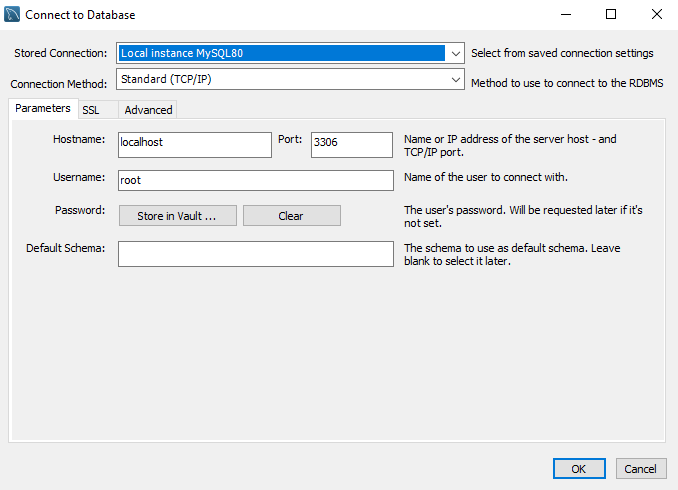 Connect to Database
Stored Connection: Local instance MySQL80 Select from saved connection settings
Connection Method: Standard (TCP/IP) Method to use to connect to the RDBMS
Parameters SSL Advanced
Hostname: localhost Port: 3306 Name or IP address of the server host - and
TCP/IP port.
Username: root Name of the user to connect with.
Password: Store in Vault ... Clear The user's password. Will be requested later if it's
not set.
Default Schema: The schema to use as default schema. Leave
blank to select it later.
OK Cancel